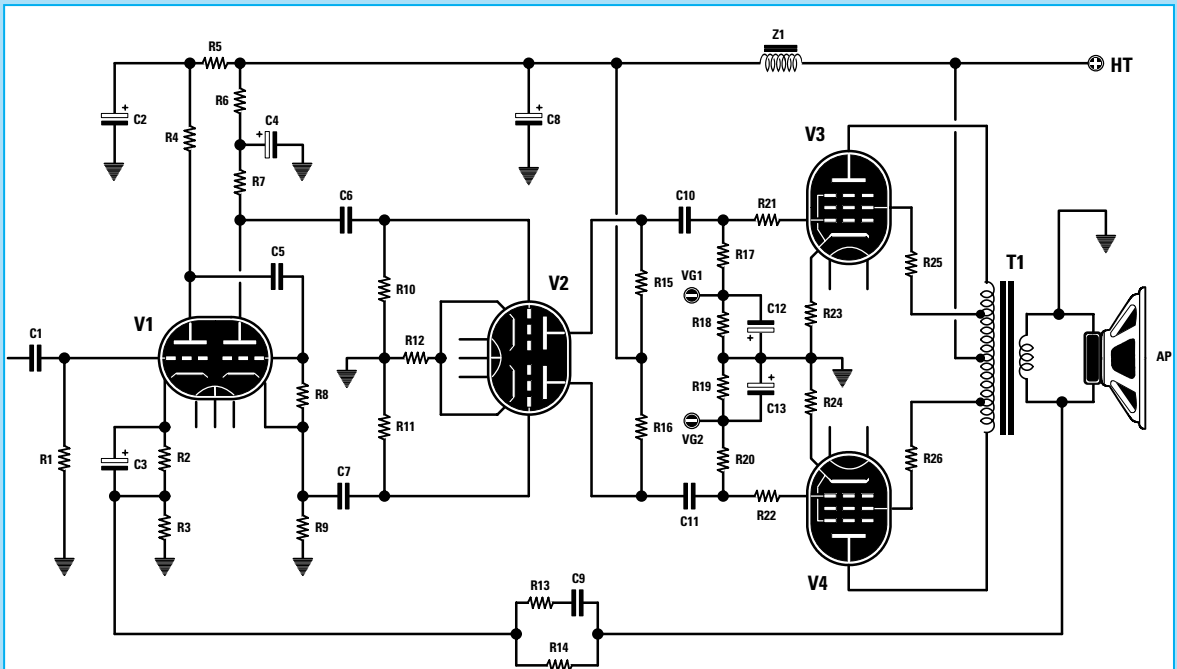 Z1
R5
HT
C2
R6
C4
C8
R4
V3
R7
C6
C10
R21
C5
R17
R25
T1
R10
V2
R15
VG1
C12
V1
R18
R23
C1
R12
AP
R8
R19
R24
C13
R11
R16
VG2
R1
C3
R2
C7
R20
R26
C11
R22
R3
R9
V4
R13
C9
R14
+
+
+
+
+
+